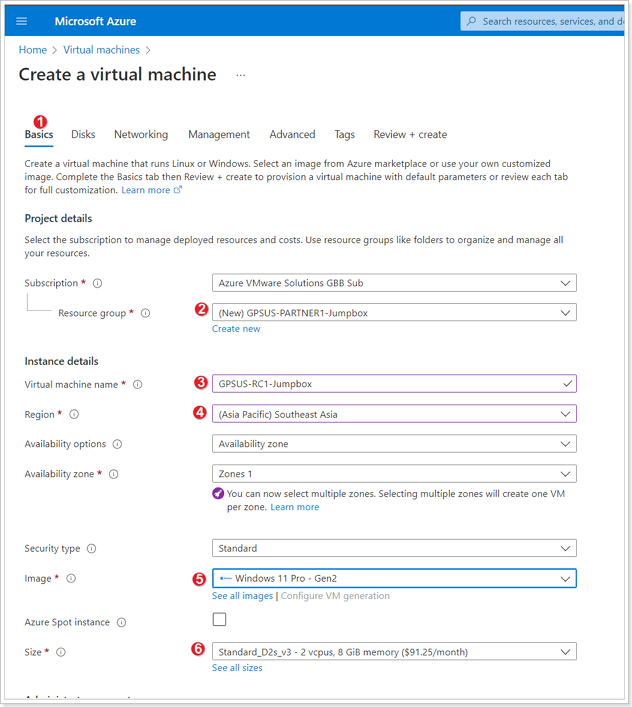 Microsoft Azure
Search resources, services, and do
Home > Virtual machines >
Create a virtual machine ...
1
Basics Disks Networking Management Advanced Tags Review + create
Create a virtual machine that runs Linux or Windows. Select an image from Azure marketplace or use your own customized
image. Complete the Basics tab then Review + create to provision a virtual machine with default parameters or review each tab
for full customization. Learn more
Project details
Select the subscription to manage deployed resources and costs. Use resource groups like folders to organize and manage all
your resources.
Subscription * Azure VMware Solutions GBB Sub
Resource group * 2 (New) GPSUS-PARTNER1-Jumpbox
Create new
Instance details
Virtual machine name * 3 GPSUS-RC1-Jumpbox
Region * 4 (Asia Pacific) Southeast Asia
Availability options Availability zone
Availability zone * Zones 1
You can now select multiple zones. Selecting multiple zones will create one VM
per zone. Learn more
Security type Standard
Image * 5 Windows 11 Pro - Gen2
See all images | Configure VM generation
Azure Spot instance
Size * 6 Standard_D2s_v3 - 2 vcpus, 8 GiB memory ($91.25/month)
See all sizes